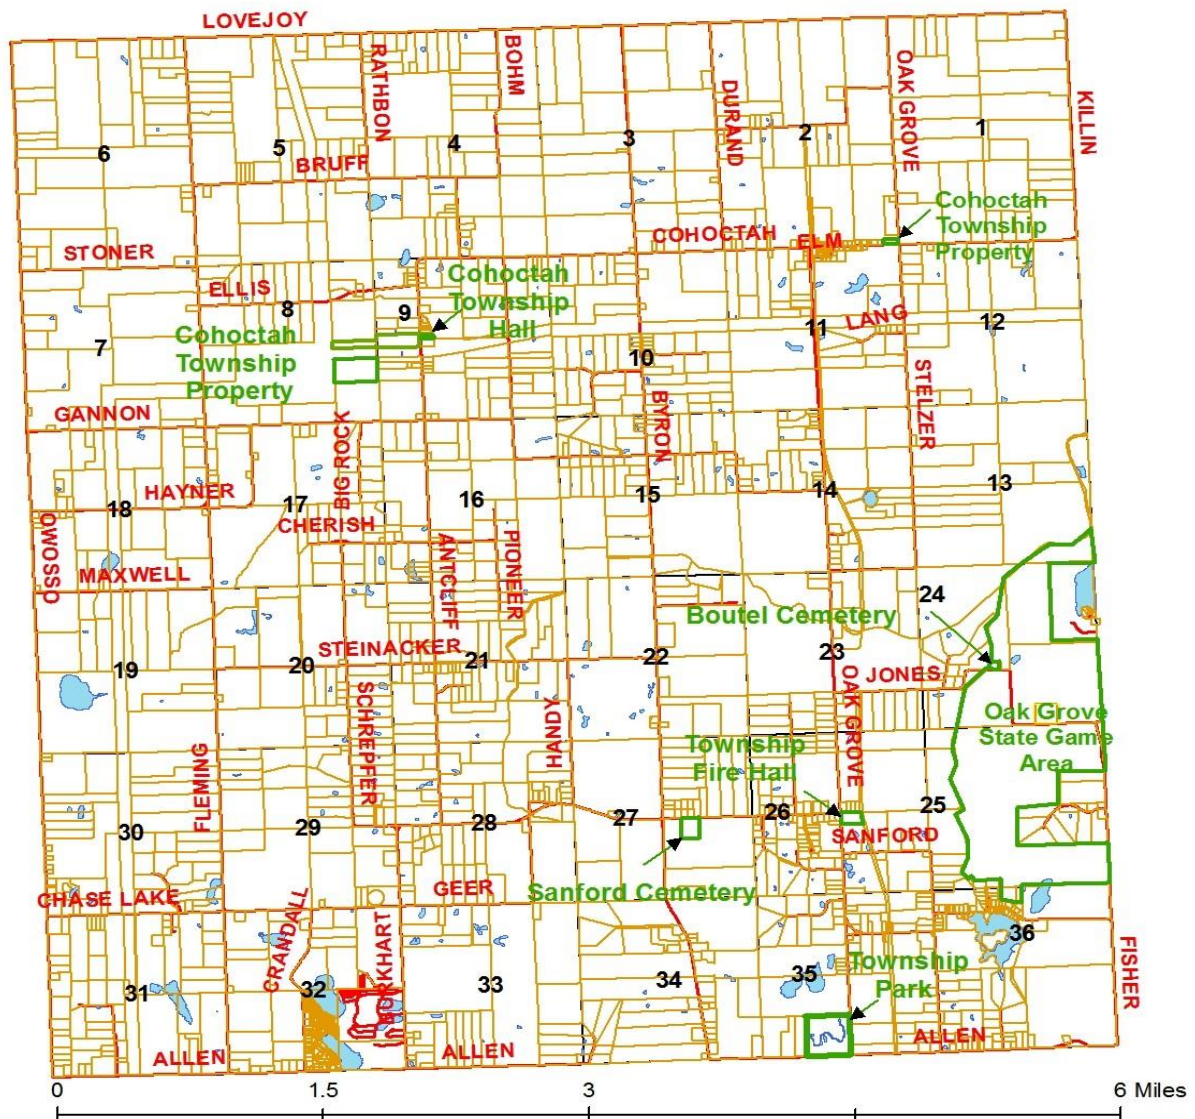 LOVEJOY
RATHBON
BOHM
DURAND
OAK GROVE
KILLIN
6
5
4
3
2
1
BRUFF
STONER
COHOCTAH
ELM
Cohoctah
Township
Property
ELLIS
8
9
Cohoctah
Township
Hall
7
Cohoctah
Township
Property
10
11
LANG
12
GANNON
BIG ROCK
BYRON
STELZER
HAYNER
18
17
16
15
14
13
CHERISH
OWOSSO
MAXWELL
ANTCLIFF
PIONEER
24
Boutel Cemetery
STEINACKER
19
20
21
22
23
JONES
SCHREPFER
HANDY
OAK GROVE
Oak Grove
State Game
Area
FLEMING
Township
Fire Hall
30
29
28
27
26
25
SANFORD
CHASE LAKE
GEER
Sanford Cemetery
CRANDALL
BURKHART
36
FISHER
31
32
33
34
35
Township
Park
ALLEN
ALLEN
ALLEN
0
1.5
3
6 Miles